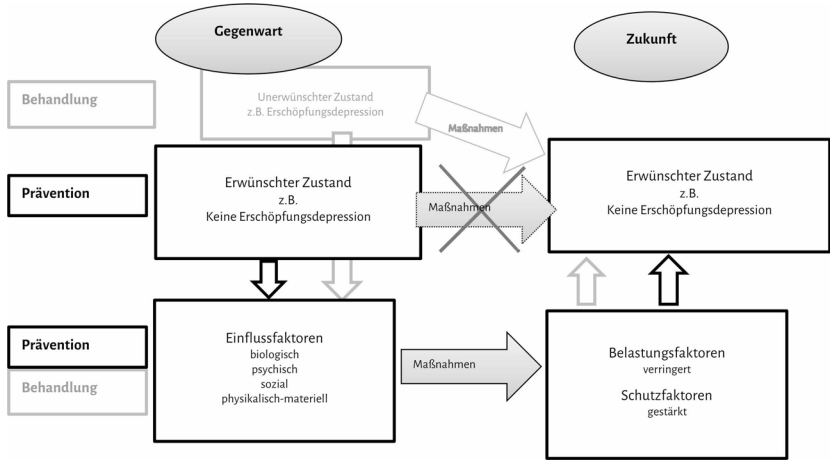 Gegenwart
Zukunft
Behandlung
Unerwünschter Zustand
z.B. Erschöpfungsdepression
Maßnahmen
Prävention
Erwünschter Zustand
z.B.
Keine Erschöpfungsdepression
Maßnahmen
Erwünschter Zustand
z.B.
Keine Erschöpfungsdepression
Prävention
Behandlung
Einflussfaktoren
biologisch
psychisch
sozial
physikalisch-materiell
Maßnahmen
Belastungsfaktoren
verringert
Schutzfaktoren
gestärkt